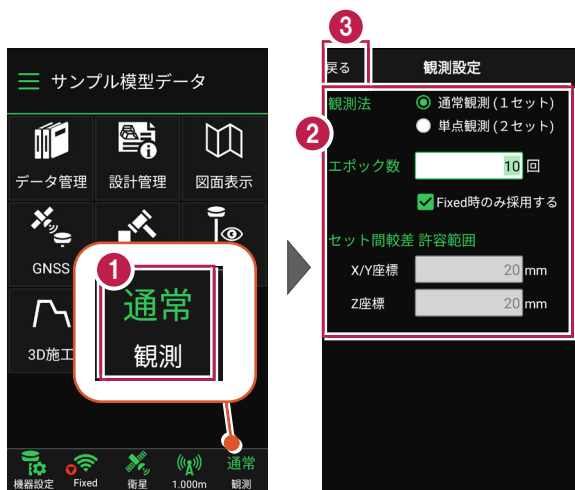 サンプル模型データ
データ管理
設計管理
図面表示
GNSS
3D施工
1
通常
観測
機器設定
Fixed
衛星
1.000m
通常
観測
3
戻る
観測設定
2
観測法
通常観測(1セット)
単点観測(2セット)
エポック数
10 回
Fixed時のみ採用する
セット間較差 許容範囲
X/Y座標
20 mm
Z座標
20 mm